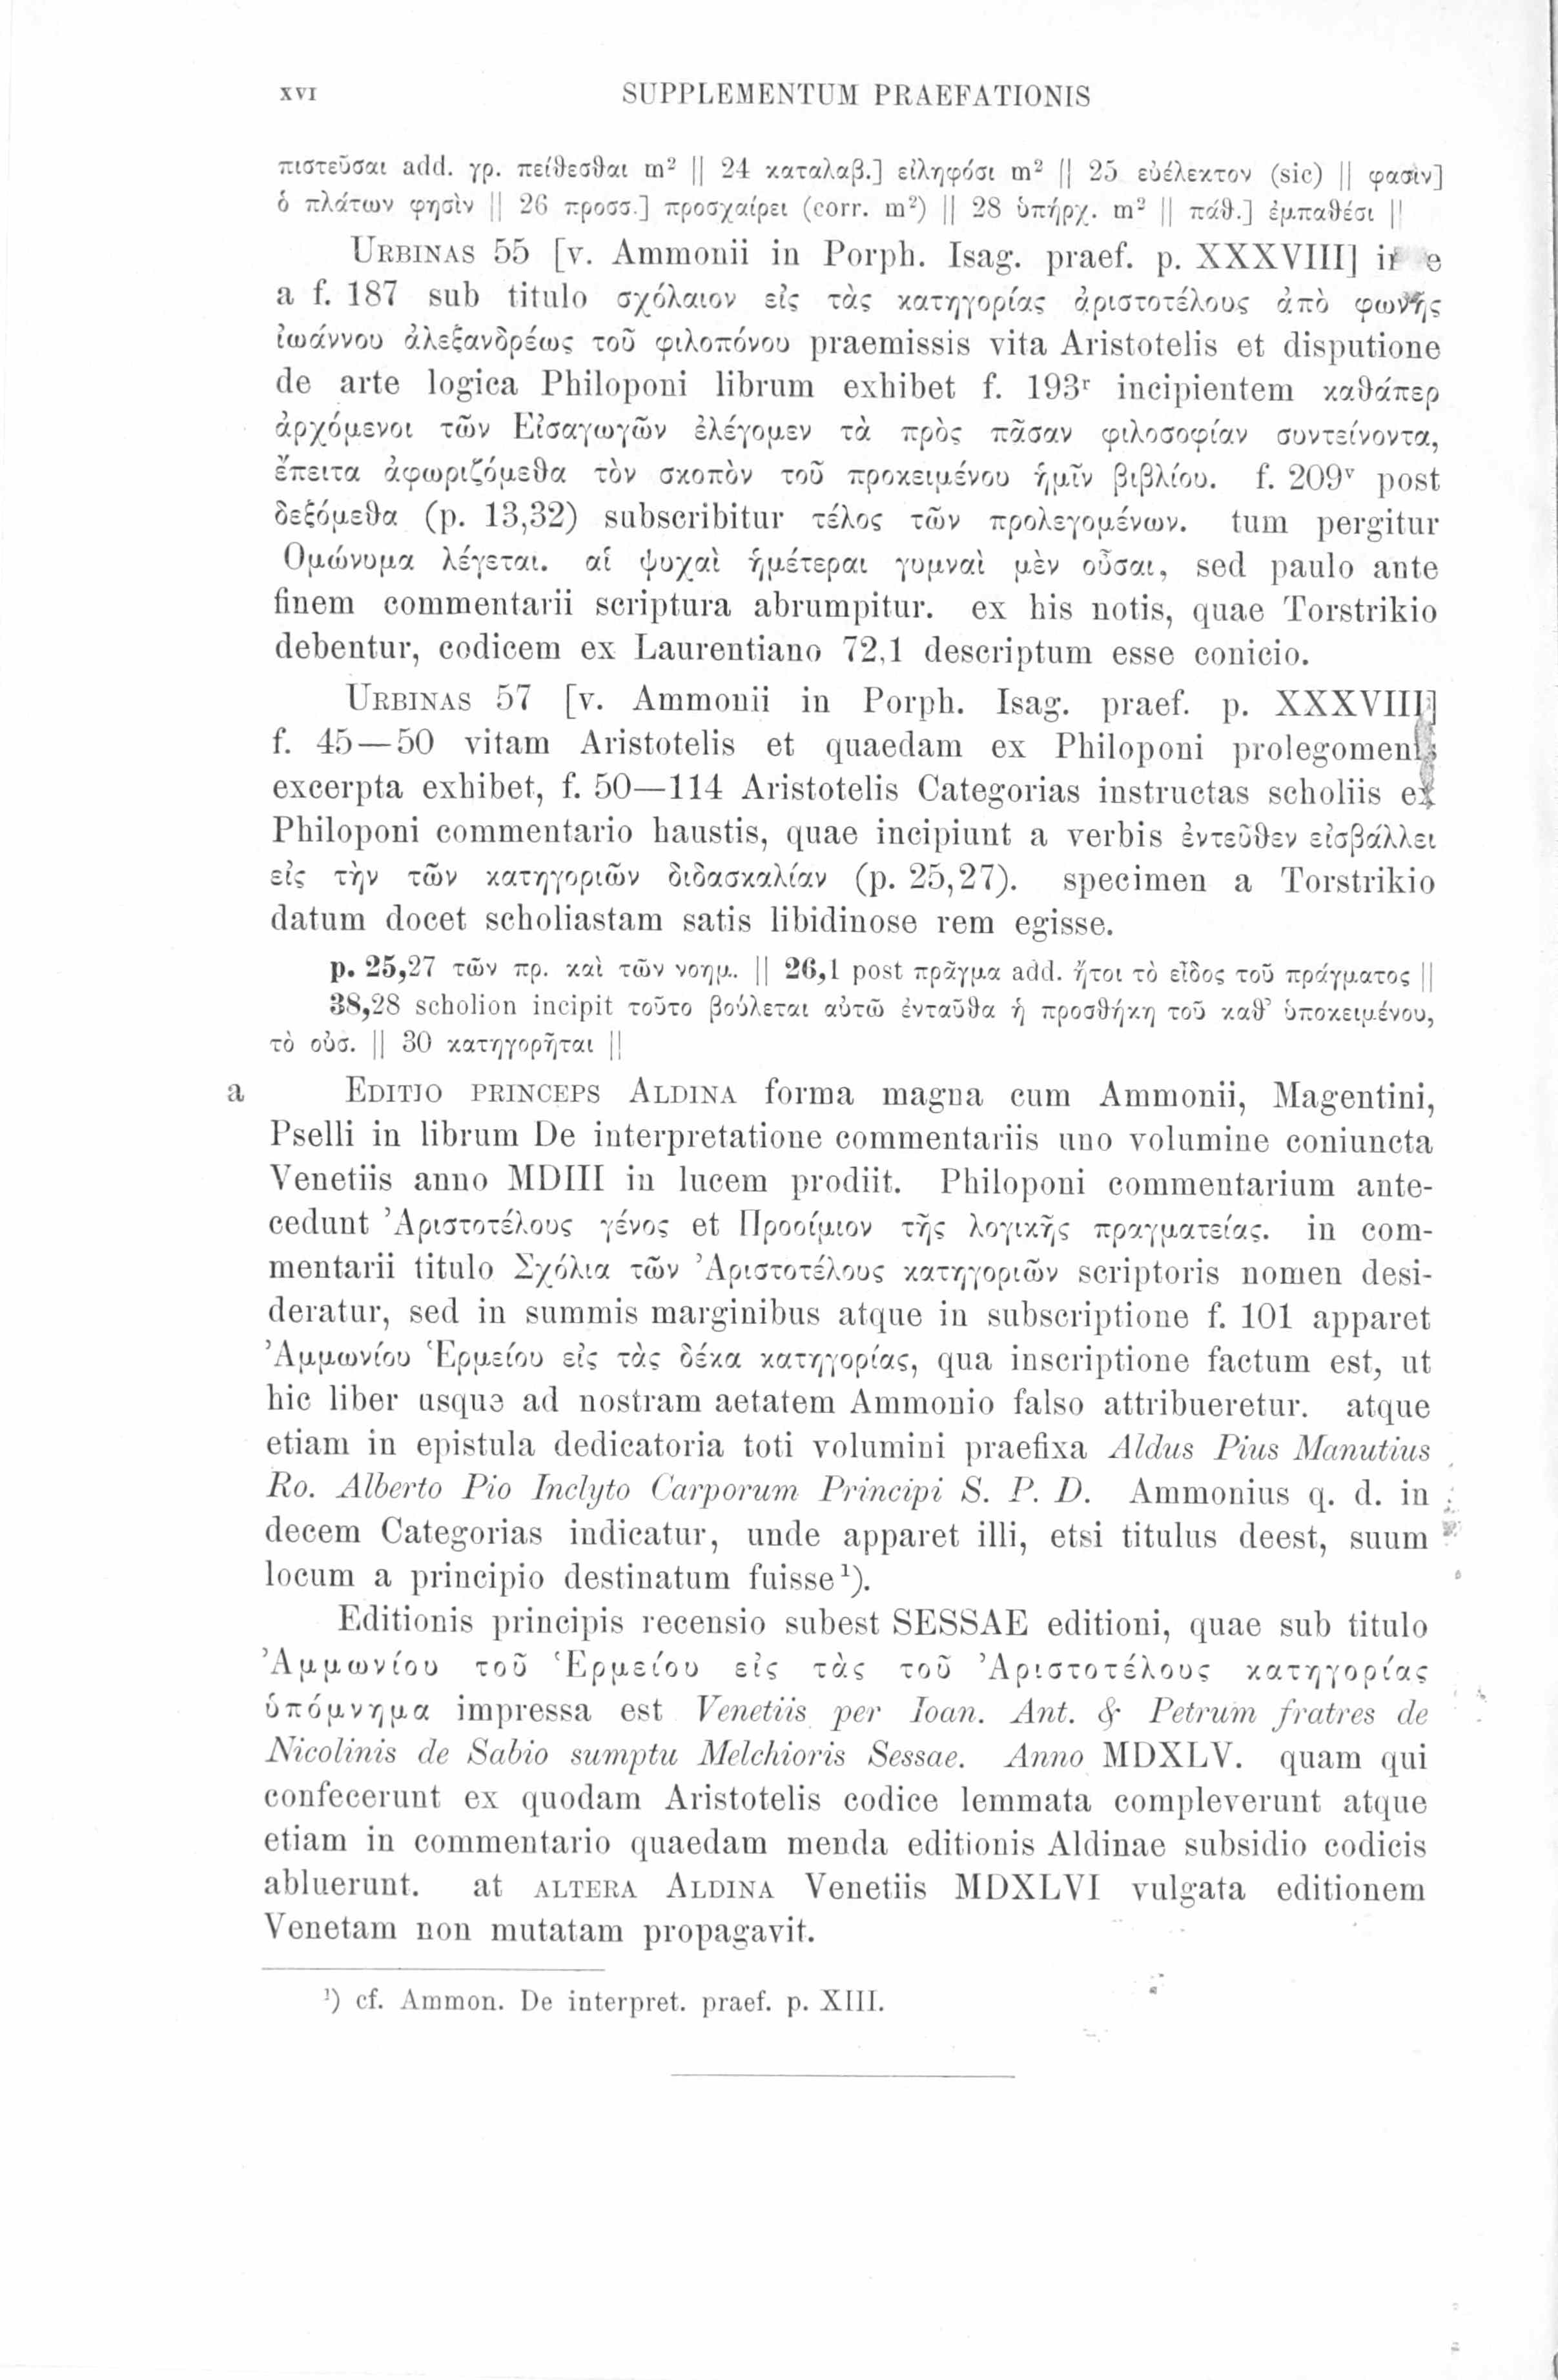 XVI SUPPLEMENTUM PRAEFATIONIS
πιστεῦσαι add. γρ. πείθεσθαι m² || 24 καταλαβ.] εἰληφόσι m² || 25 εὐέλεκτον (sic) || φασὶν]
ὁ πλάτων φησὶν || 26 προσσ.] προσχαίρει (corr. m²) || 28 ὑπήρχ. m² || πάθ.] ἐμπαθέσι ||
URBINAS 55 [v. Ammonii in Porph. Isag. praef. p. XXXVIII]
a f. 187 sub titulo σχόλαιον εἰς τὰς κατηγορίας ἀριστοτέλους ἀπὸ φωνῆς
ἰωάννου ἀλεξανδρέως τοῦ φιλοπόνου praemissis vita Aristotelis et disputione
de arte logica Philoponi librum exhibet f. 193ʳ incipientem καθάπερ
ἀρχόμενοι τῶν Εἰσαγωγῶν ἐλέγομεν τὰ πρὸς πᾶσαν φιλοσοφίαν συντείνοντα,
ἔπειτα ἀφωριζόμεθα τὸν σκοπὸν τοῦ προκειμένου ἡμῖν βιβλίου. f. 209ᵛ post
δεξόμεθα (p. 13,32) subscribitur τέλος τῶν προλεγομένων. tum pergitur
Ομώνυμα λέγεται. αἱ ψυχαὶ ἡμέτεραι γυμναὶ μὲν οὖσαι, sed paulo ante
finem commentarii scriptura abrumpitur. ex his notis, quae Torstrikio
debentur, codicem ex Laurentiano 72,1 descriptum esse conicio.
URBINAS 57 [v. Ammonii in Porph. Isag. praef. p. XXXVIII]
f. 45—50 vitam Aristotelis et quaedam ex Philoponi prolegomenis
excerpta exhibet, f. 50—114 Aristotelis Categorias instructas scholiis ex
Philoponi commentario haustis, quae incipiunt a verbis ἐντεῦθεν εἰσβάλλει
εἰς τὴν τῶν κατηγοριῶν διδασκαλίαν (p. 25,27). specimen a Torstrikio
datum docet scholiastam satis libidinose rem egisse.
p. 25,27 τῶν πρ. καὶ τῶν νοημ. || 26,1 post πρᾶγμα add. ἤτοι τὸ εἶδος τοῦ πράγματος ||
38,28 scholion incipit τοῦτο βούλεται αὐτῶ ἐνταῦθα ἡ προσθήκη τοῦ καθ’ ὑποκειμένου,
τὸ οὐσ. || 30 κατηγορῆται ||
a EDITIO PRINCEPS ALDINA forma magna cum Ammonii, Magentini,
Pselli in librum De interpretatione commentariis uno volumine coniuncta
Venetiis anno MDIII in lucem prodiit. Philoponi commentarium ante-
cedunt Ἀριστοτέλους γένος et Προοίμιον τῆς λογικῆς πραγματείας. in com-
mentarii titulo Σχόλια τῶν Ἀριστοτέλους κατηγοριῶν scriptoris nomen desi-
deratur, sed in summis marginibus atque in subscriptione f. 101 apparet
Ἀμμωνίου Ἑρμείου εἰς τὰς δέκα κατηγορίας, qua inscriptione factum est, ut
hic liber usque ad nostram aetatem Ammonio falso attribueretur. atque
etiam in epistula dedicatoria toti volumini praefixa Aldus Pius Manutius
Ro. Alberto Pio Inclyto Carporum Principi S. P. D. Ammonius q. d. in
decem Categorias indicatur, unde apparet illi, etsi titulus deest, suum
locum a principio destinatum fuisse¹).
Editionis principis recensio subest SESSAE editioni, quae sub titulo
Ἀμμωνίου τοῦ Ἑρμείου εἰς τὰς τοῦ Ἀριστοτέλους κατηγορίας
ὑπόμνημα impressa est Venetiis per Ioan. Ant. & Petrum fratres de
Nicolinis de Sabio sumptu Melchioris Sessae. Anno MDXLV. quam qui
confecerunt ex quodam Aristotelis codice lemmata compleverunt atque
etiam in commentario quaedam menda editionis Aldinae subsidio codicis
abluerunt. at ALTERA ALDINA Venetiis MDXLVI vulgata editionem
Venetam non mutatam propagavit.
¹) cf. Ammon. De interpret. praef. p. XIII.